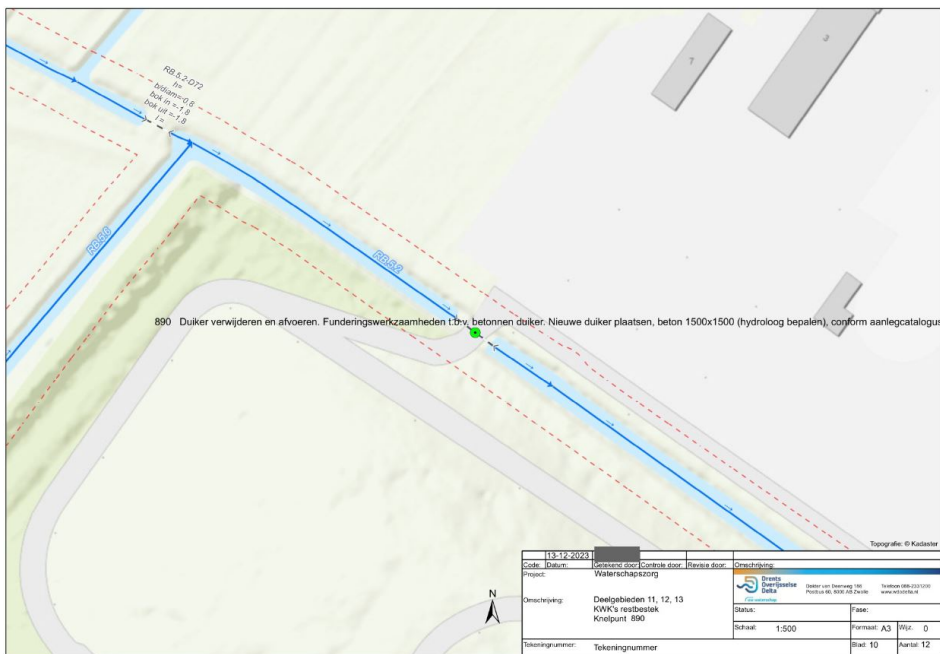 RB.5.2-D72
h=
b/diam=0,8
bok in =-1,8
bok uit =-1,8
l =
1
3
RB.5.6
RB.5.2
890 Duiker verwijderen en afvoeren. Funderingswerkzaamheden t.b.v. betonnen duiker. Nieuwe duiker plaatsen, beton 1500x1500 (hydroloog bepalen), conform aanlegcatalogus
Topografie: © Kadaster
N
13-12-2023
Code: Datum: Getekend door: Controle door: Revisie door: Omschrijving:
Project: Waterschapszorg
Omschrijving: Deelgebieden 11, 12, 13
KWK's restbestek
Knelpunt 890
Drents
Overijsselse
Delta
Dokter van Deenweg 186
Postbus 60, 8000 AB Zwolle
Telefoon 088-2331200
www.wdodelta.nl
Status: Fase:
Schaal: 1:500 Formaat: A3 Wijz. 0
Tekeningnummer: Tekeningnummer Blad: 10 Aantal: 12